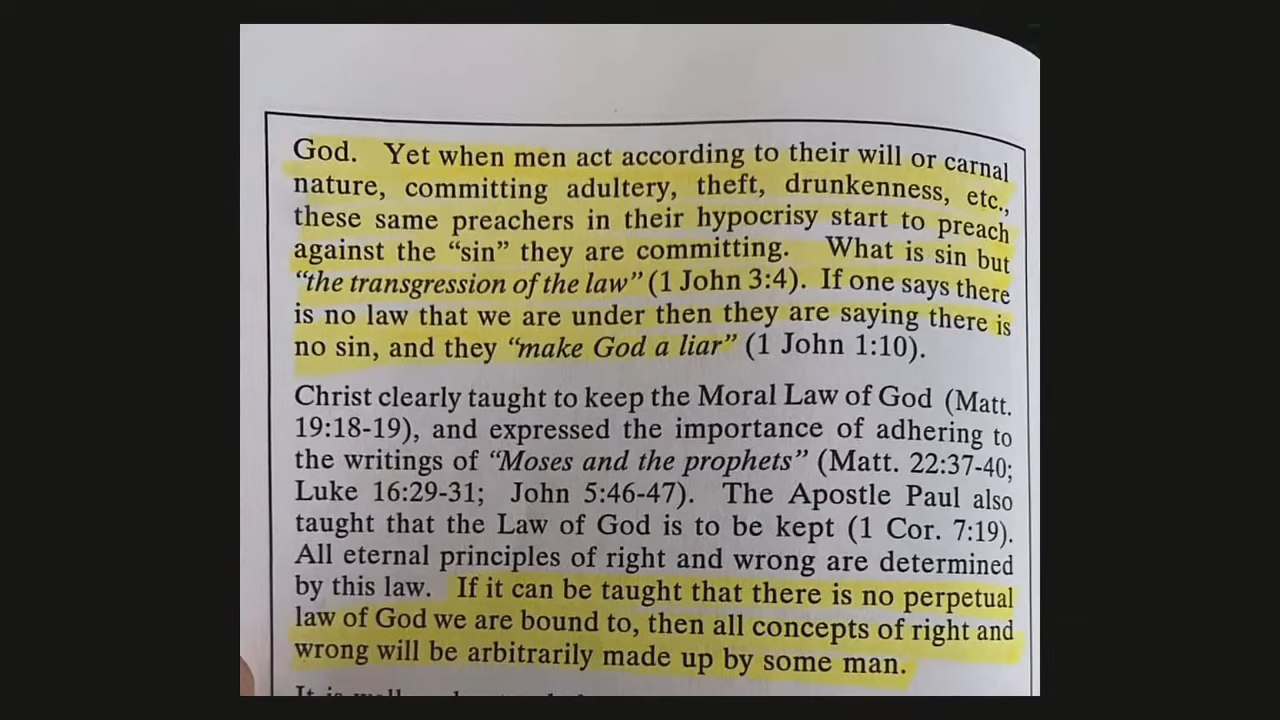 God. Yet when men act according to their will or carnal
nature, committing adultery, theft, drunkenness, etc.,
these same preachers in their hypocrisy start to preach
against the “sin” they are committing. What is sin but
“the transgression of the law” (1 John 3:4). If one says there
is no law that we are under then they are saying there is
no sin, and they “make God a liar” (1 John 1:10).
Christ clearly taught to keep the Moral Law of God (Matt.
19:18-19), and expressed the importance of adhering to
the writings of “Moses and the prophets” (Matt. 22:37-40;
Luke 16:29-31; John 5:46-47). The Apostle Paul also
taught that the Law of God is to be kept (1 Cor. 7:19).
All eternal principles of right and wrong are determined
by this law. If it can be taught that there is no perpetual
law of God we are bound to, then all concepts of right and
wrong will be arbitrarily made up by some man.
It is well